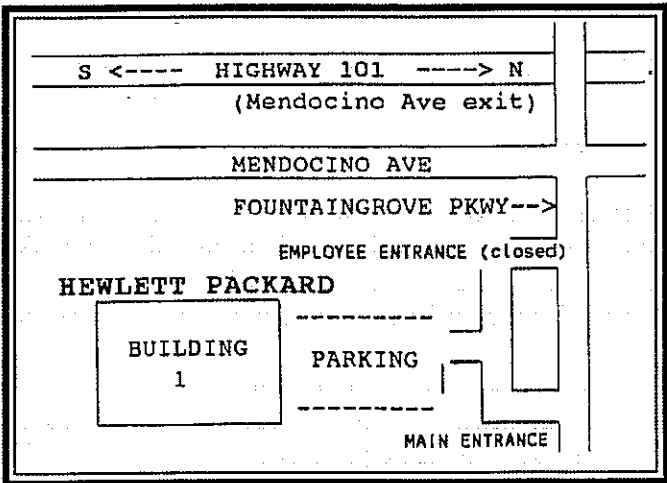 S <---- HIGHWAY 101 ----> N
(Mendocino Ave exit)
MENDOCINO AVE
FOUNTAINGROVE PKWY-->
EMPLOYEE ENTRANCE (closed)
HEWLETT PACKARD
BUILDING
1
PARKING
MAIN ENTRANCE